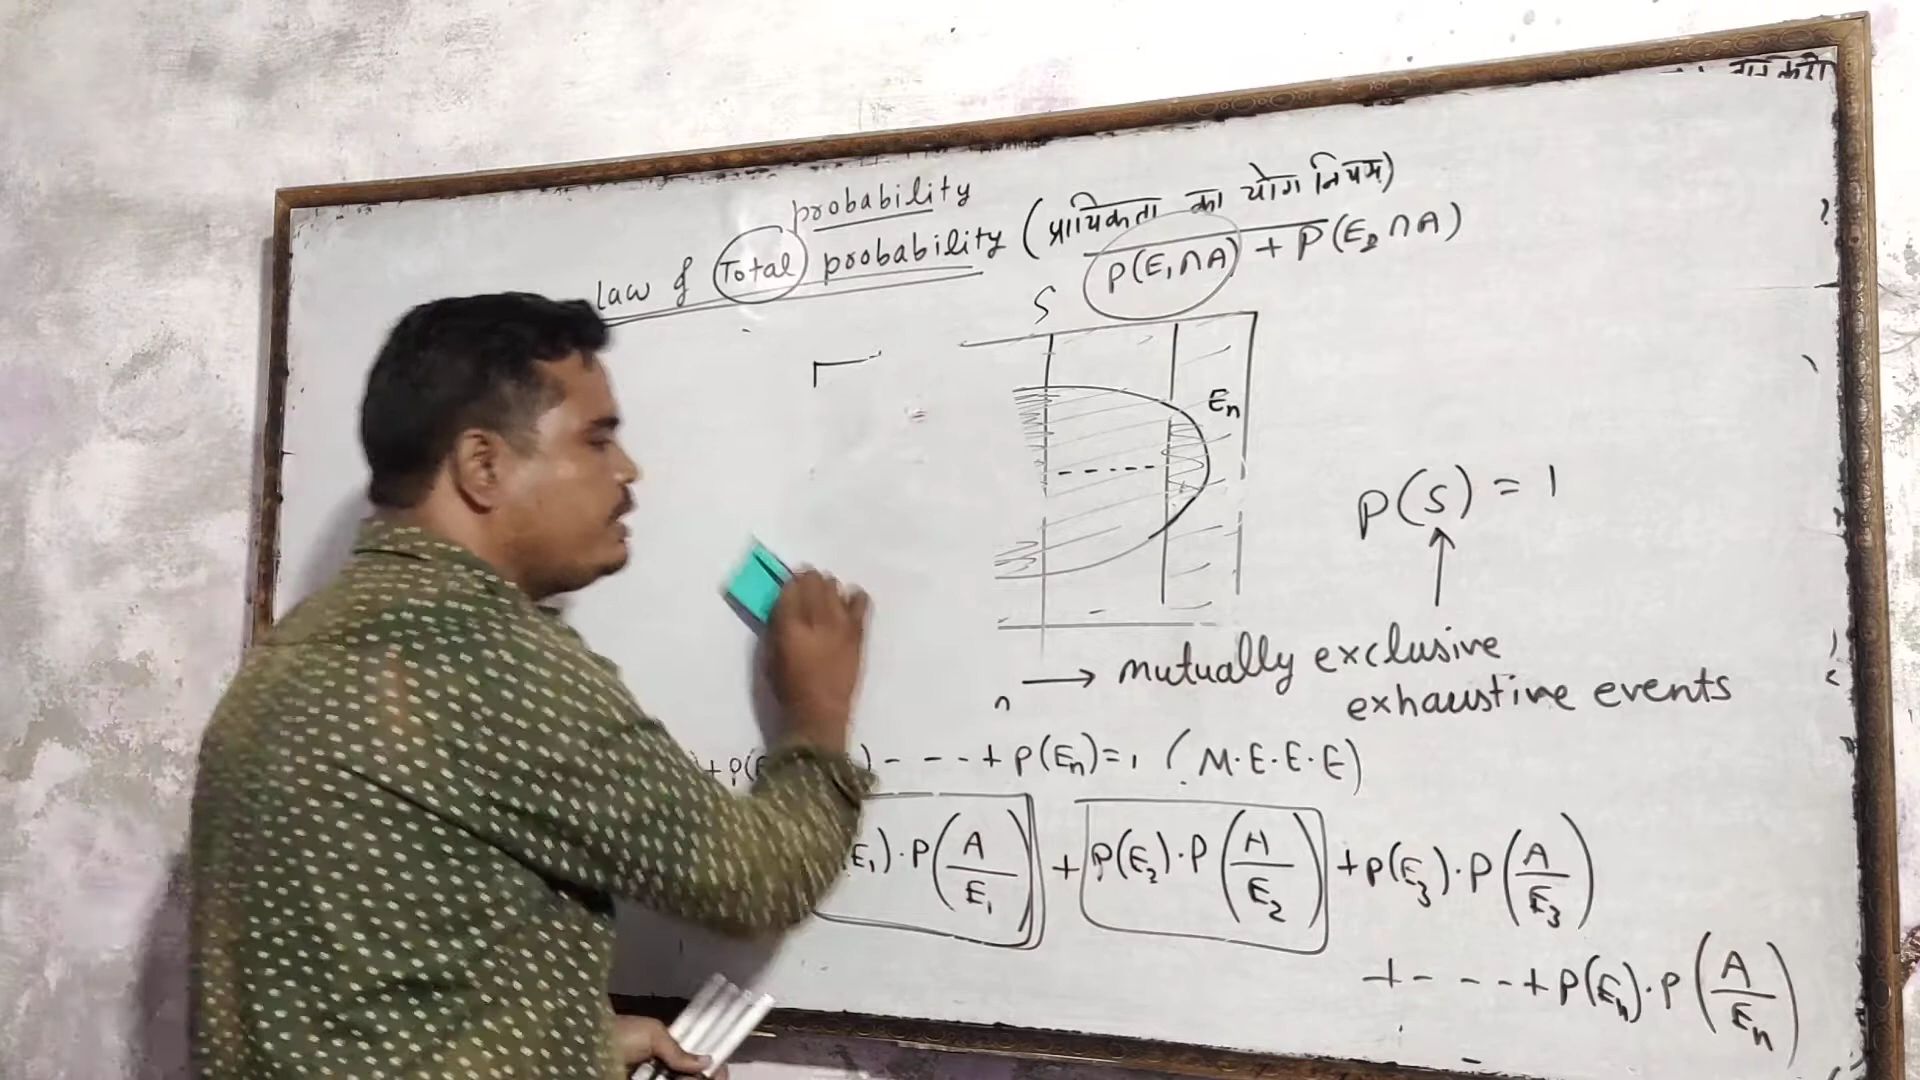 probability
law of Total probability (प्रायिकता का योग नियम)
P(E₁∩A) + P(E₂∩A)
S
Eₙ
P(S) = 1
n → mutually exclusive
exhaustive events
+P(E ) - - - + P(Eₙ)=1 (M.E.E.E)
E₁).P(A/E₁) + P(E₂).P(A/E₂) + P(E₃).P(A/E₃)
+ - - - + P(Eₙ).P(A/Eₙ)